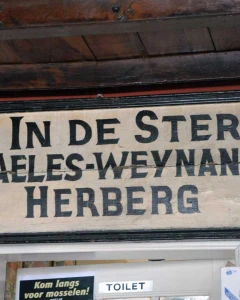 IN DE STER
AELES-WEYNAN
HERBERG
Kom langs
voor mosselen!
TOILET